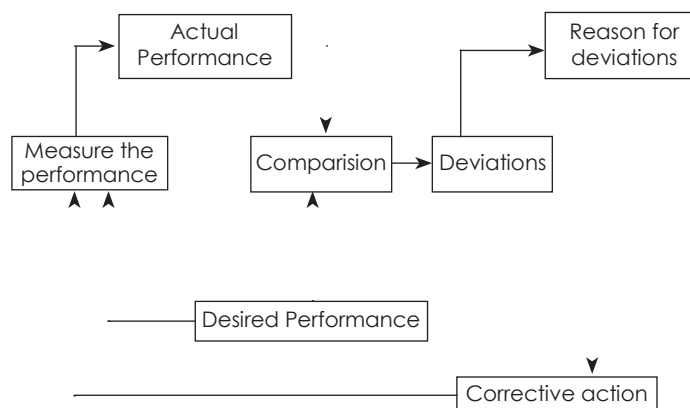 Actual
Performance
Reason for
deviations
Measure the
performance
Comparision
Deviations
Desired Performance
Corrective action